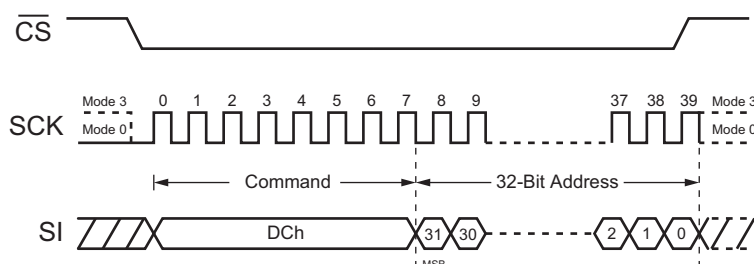 CS
Mode 3 0 1 2 3 4 5 6 7 8 9 37 38 39 Mode 3
SCK
Mode 0 Mode 0
Command 32-Bit Address
SI DCh 31 30 2 1 0
MSB